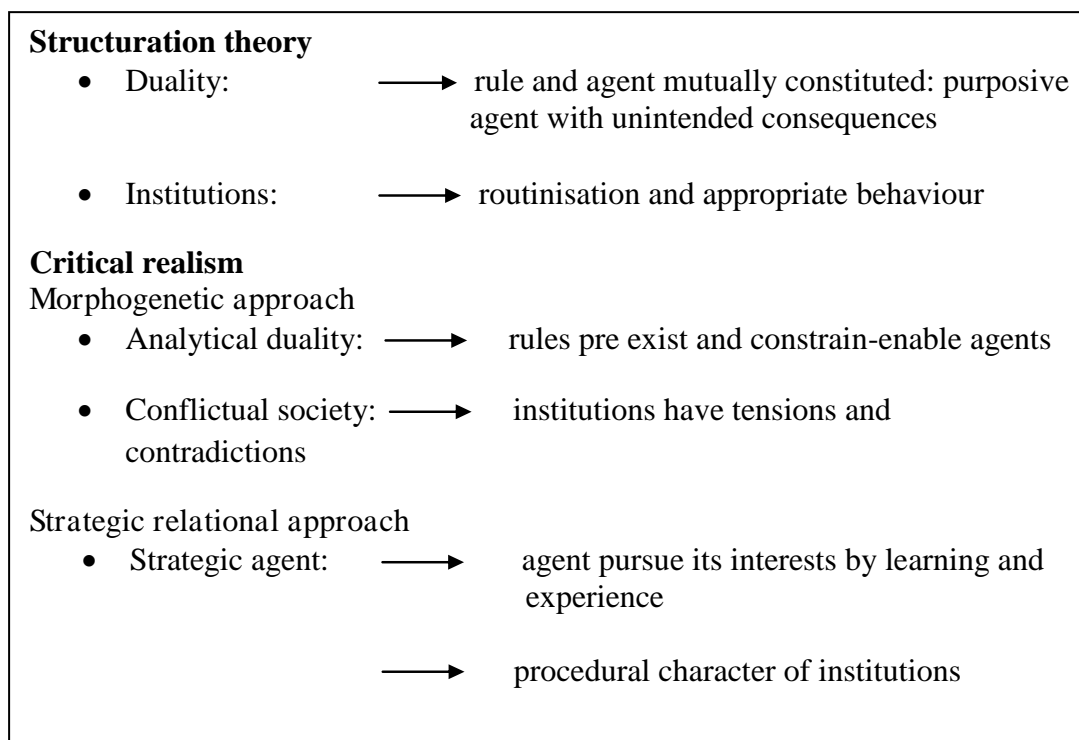 Structuration theory
• Duality: → rule and agent mutually constituted: purposive
agent with unintended consequences
• Institutions: → routinisation and appropriate behaviour
Critical realism
Morphogenetic approach
• Analytical duality: → rules pre exist and constrain-enable agents
• Conflictual society: → institutions have tensions and
contradictions
Strategic relational approach
• Strategic agent: → agent pursue its interests by learning and
experience
→ procedural character of institutions